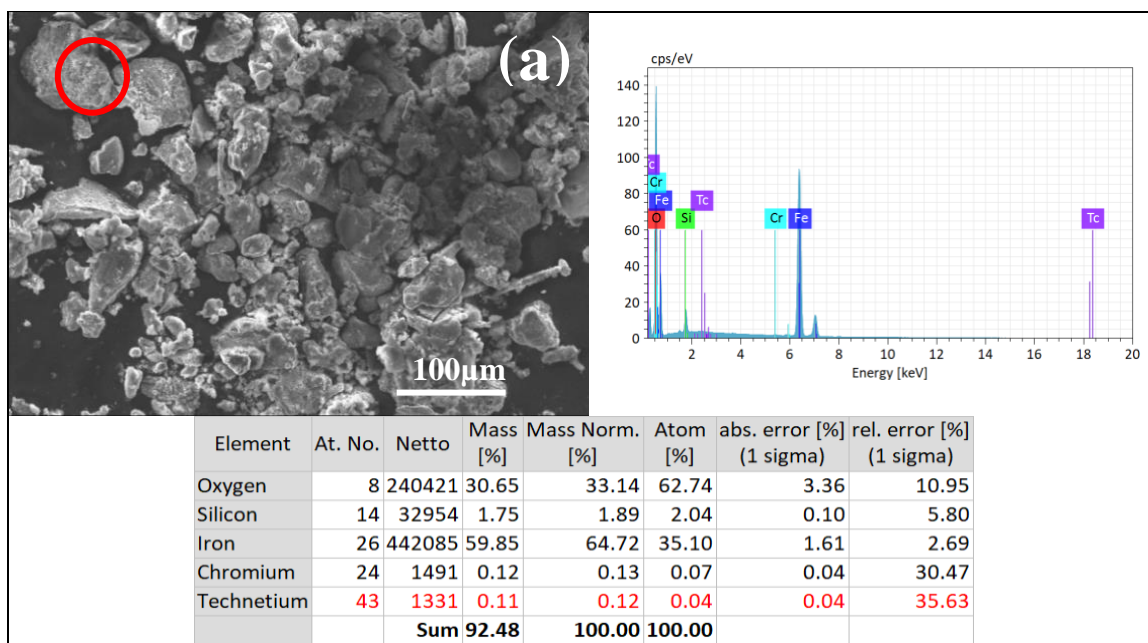 (a)
100µm
cps/eV
140
120
100
80
60
40
20
0
c
Cr
Fe
O
Si
Tc
Cr
Fe
Tc
2 4 6 8 10 12 14 16 18 20
Energy [keV]
Element At. No. Netto Mass [%] Mass Norm. [%] Atom [%] abs. error [%] (1 sigma) rel. error [%] (1 sigma)
Oxygen 8 240421 30.65 33.14 62.74 3.36 10.95
Silicon 14 32954 1.75 1.89 2.04 0.10 5.80
Iron 26 442085 59.85 64.72 35.10 1.61 2.69
Chromium 24 1491 0.12 0.13 0.07 0.04 30.47
Technetium 43 1331 0.11 0.12 0.04 0.04 35.63
Sum 92.48 100.00 100.00